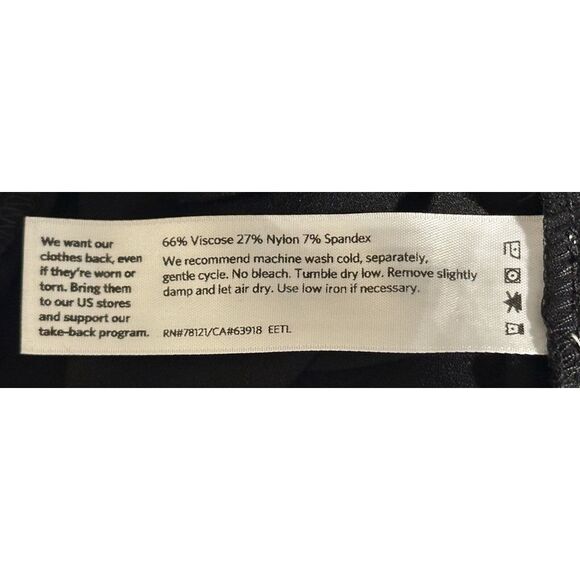 We want our
clothes back, even
if they're worn or
torn. Bring them
to our US stores
and support our
take-back program.
66% Viscose 27% Nylon 7% Spandex
We recommend machine wash cold, separately,
gentle cycle. No bleach. Tumble dry low. Remove slightly
damp and let air dry. Use low iron if necessary.
RN#78121/CA#63918 EETL